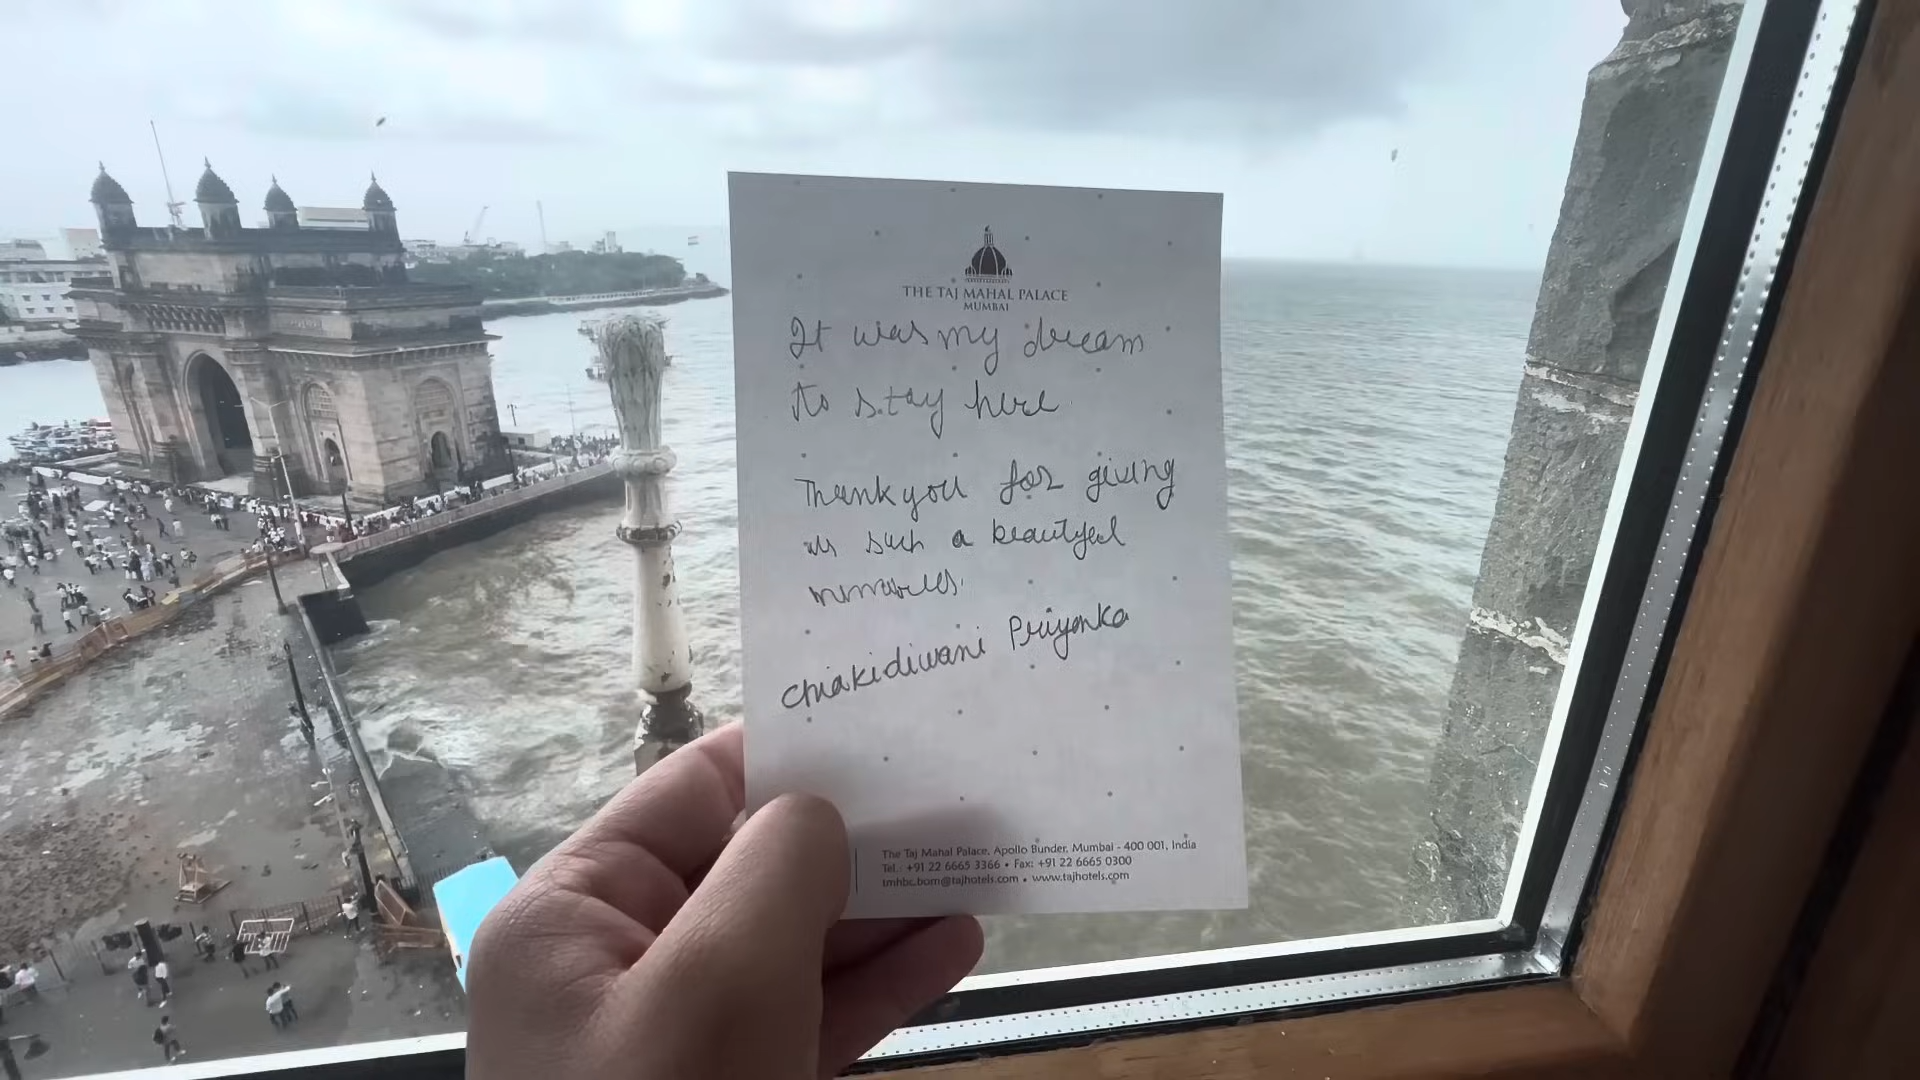 THE TAJ MAHAL PALACE
MUMBAI
It was my dream
to stay here
Thank you for giving
us such a beautyful
memories.
Chiakidiwani Priyanka
The Taj Mahal Palace, Apollo Bunder, Mumbai - 400 001, India
Tel.: +91 22 6665 3366 • Fax: +91 22 6665 0300
tmhbc.bom@tajhotels.com • www.tajhotels.com